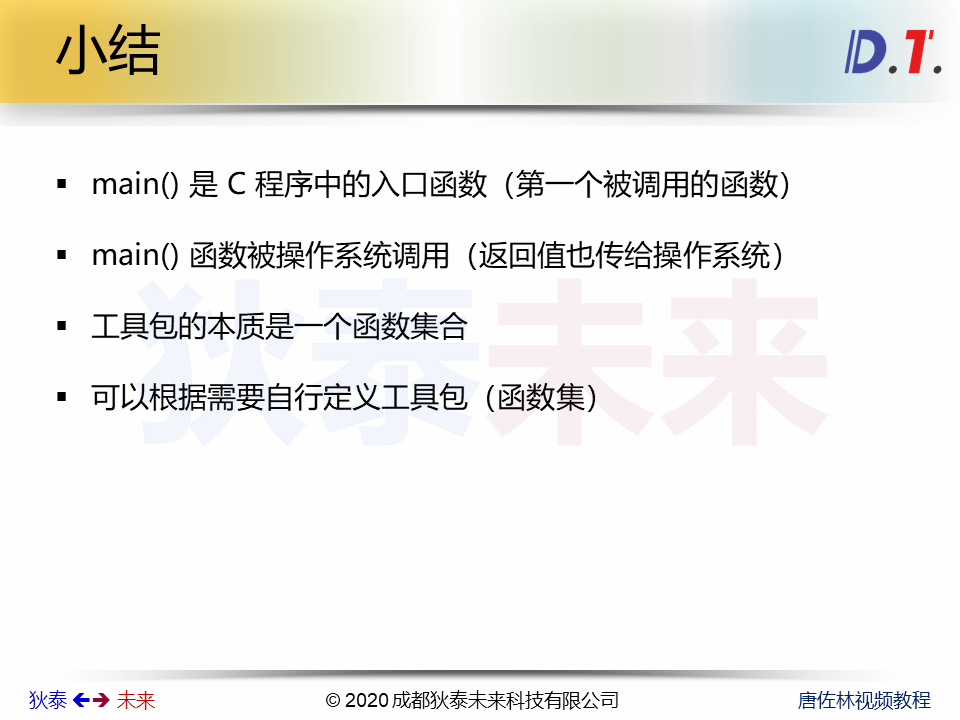 小结
D.T.
▪ main() 是 C 程序中的入口函数（第一个被调用的函数）
▪ main() 函数被操作系统调用（返回值也传给操作系统）
▪ 工具包的本质是一个函数集合
▪ 可以根据需要自行定义工具包（函数集）
狄泰未来
狄泰 🡸🡺 未来
© 2020 成都狄泰未来科技有限公司
唐佐林视频教程